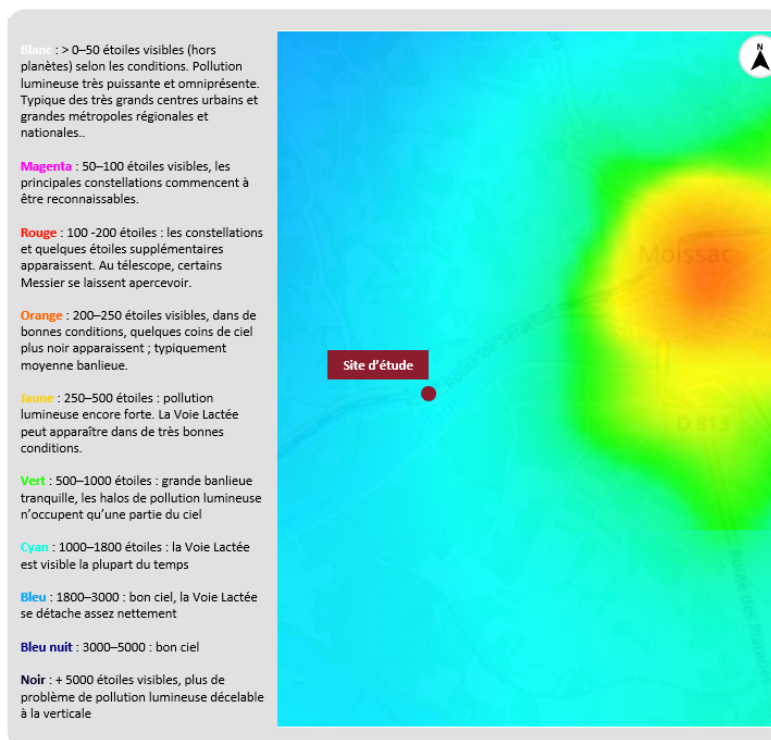 Blanc : > 0–50 étoiles visibles (hors
planètes) selon les conditions. Pollution
lumineuse très puissante et omniprésente.
Typique des très grands centres urbains et
grandes métropoles régionales et
nationales..
Magenta : 50–100 étoiles visibles, les
principales constellations commencent à
être reconnaissables.
Rouge : 100 -200 étoiles : les constellations
et quelques étoiles supplémentaires
apparaissent. Au télescope, certains
Messier se laissent apercevoir.
Orange : 200–250 étoiles visibles, dans de
bonnes conditions, quelques coins de ciel
plus noir apparaissent ; typiquement
moyenne banlieue.
Jaune : 250–500 étoiles : pollution
lumineuse encore forte. La Voie Lactée
peut apparaître dans de très bonnes
conditions.
Vert : 500–1000 étoiles : grande banlieue
tranquille, les halos de pollution lumineuse
n’occupent qu’une partie du ciel
Cyan : 1000–1800 étoiles : la Voie Lactée
est visible la plupart du temps
Bleu : 1800–3000 : bon ciel, la Voie Lactée
se détache assez nettement
Bleu nuit : 3000–5000 : bon ciel
Noir : + 5000 étoiles visibles, plus de
problème de pollution lumineuse décelable
à la verticale
N
Moissac
Site d’étude
Route de
D 813
Route des Platanes